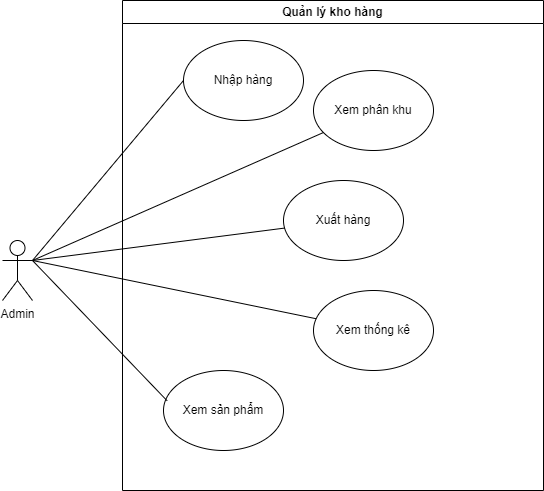 Quản lý kho hàng
Nhập hàng
Xem phân khu
Xuất hàng
Admin
Xem thống kê
Xem sản phẩm